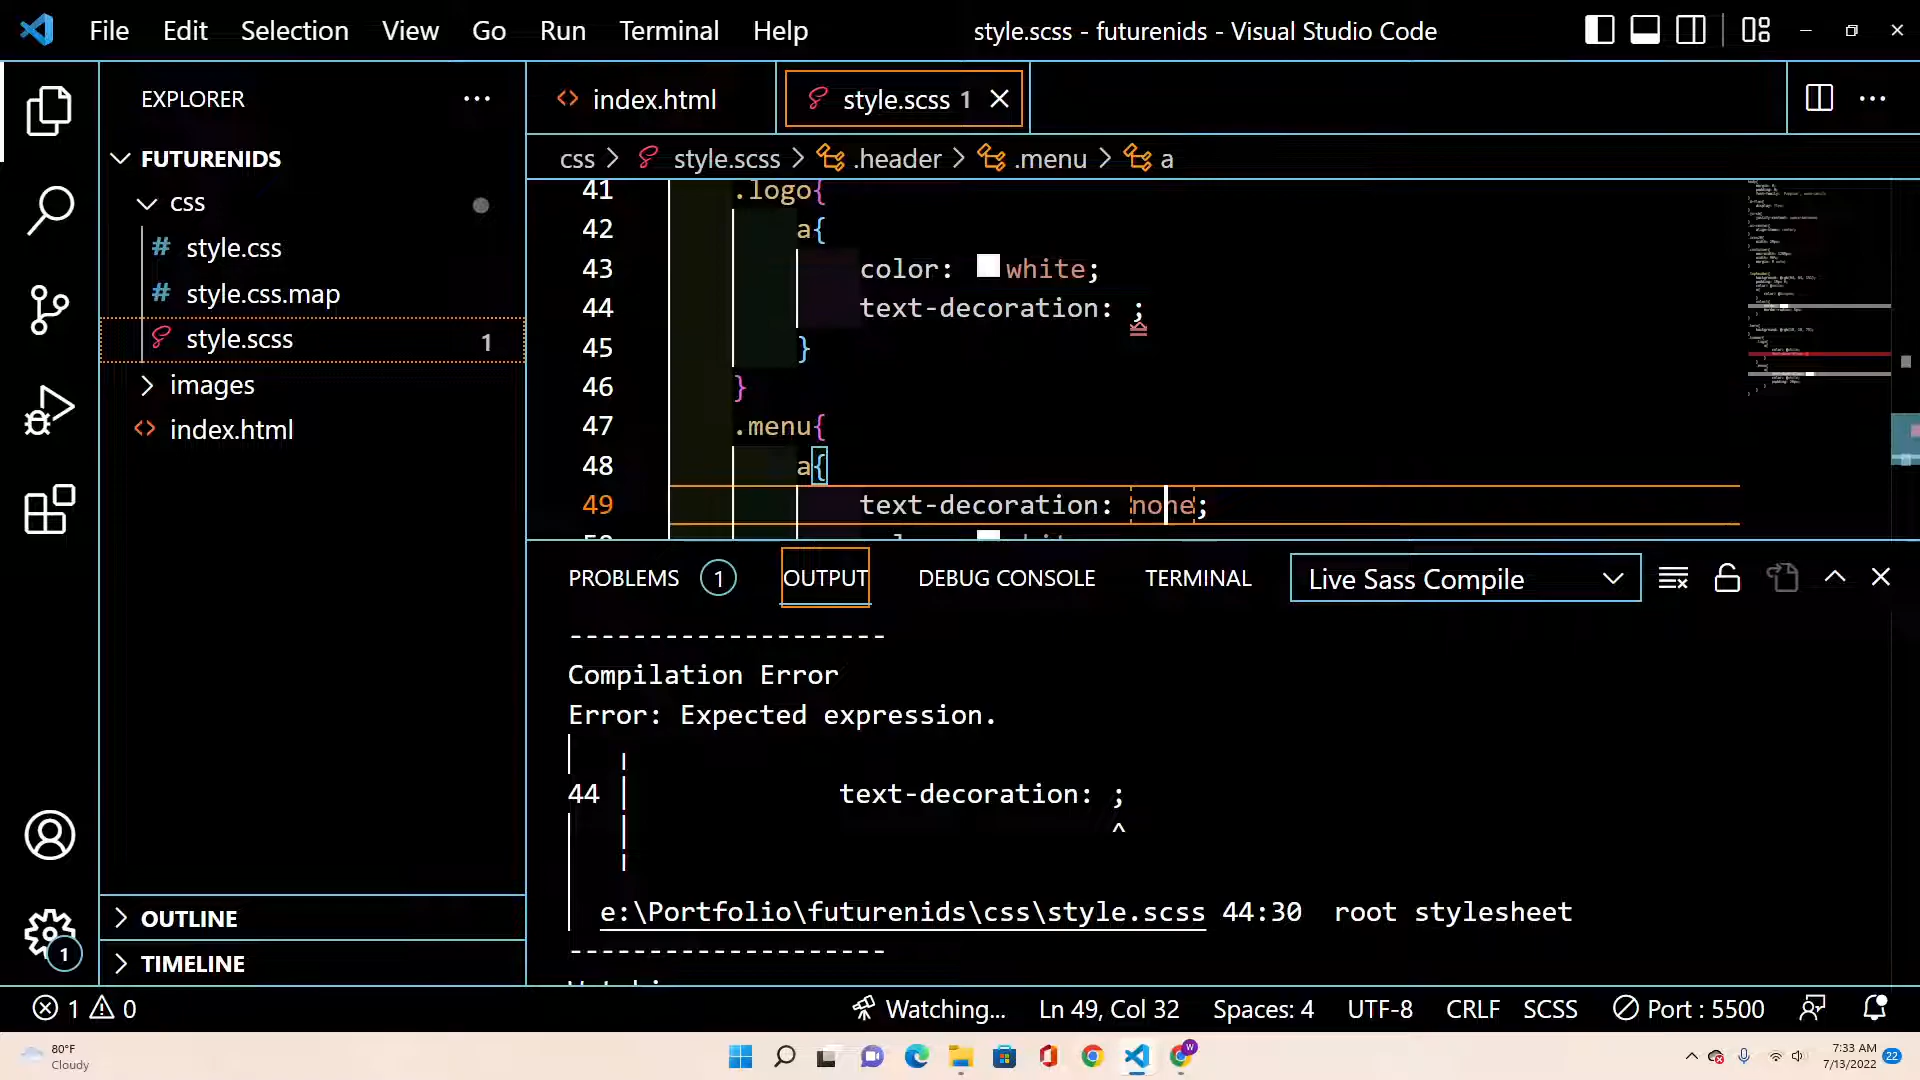 File Edit Selection View Go Run Terminal Help style.scss - futurenids - Visual Studio Code
EXPLORER
FUTURENIDS
css
# style.css
# style.css.map
style.scss 1
images
index.html
OUTLINE
TIMELINE
1
index.html style.scss 1
css > style.scss > .header > .menu > a
41 .logo{
42 a{
43 color: white;
44 text-decoration: ;
45 }
46 }
47 .menu{
48 a{
49 text-decoration: none;
PROBLEMS 1 OUTPUT DEBUG CONSOLE TERMINAL Live Sass Compile
--------------------
Compilation Error
Error: Expected expression.
44 │ text-decoration: ;
│ ^
e:\Portfolio\futurenids\css\style.scss 44:30 root stylesheet
--------------------
1 0 Watching... Ln 49, Col 32 Spaces: 4 UTF-8 CRLF SCSS Port : 5500
80°F
Cloudy
W
7:33 AM
7/13/2022
22